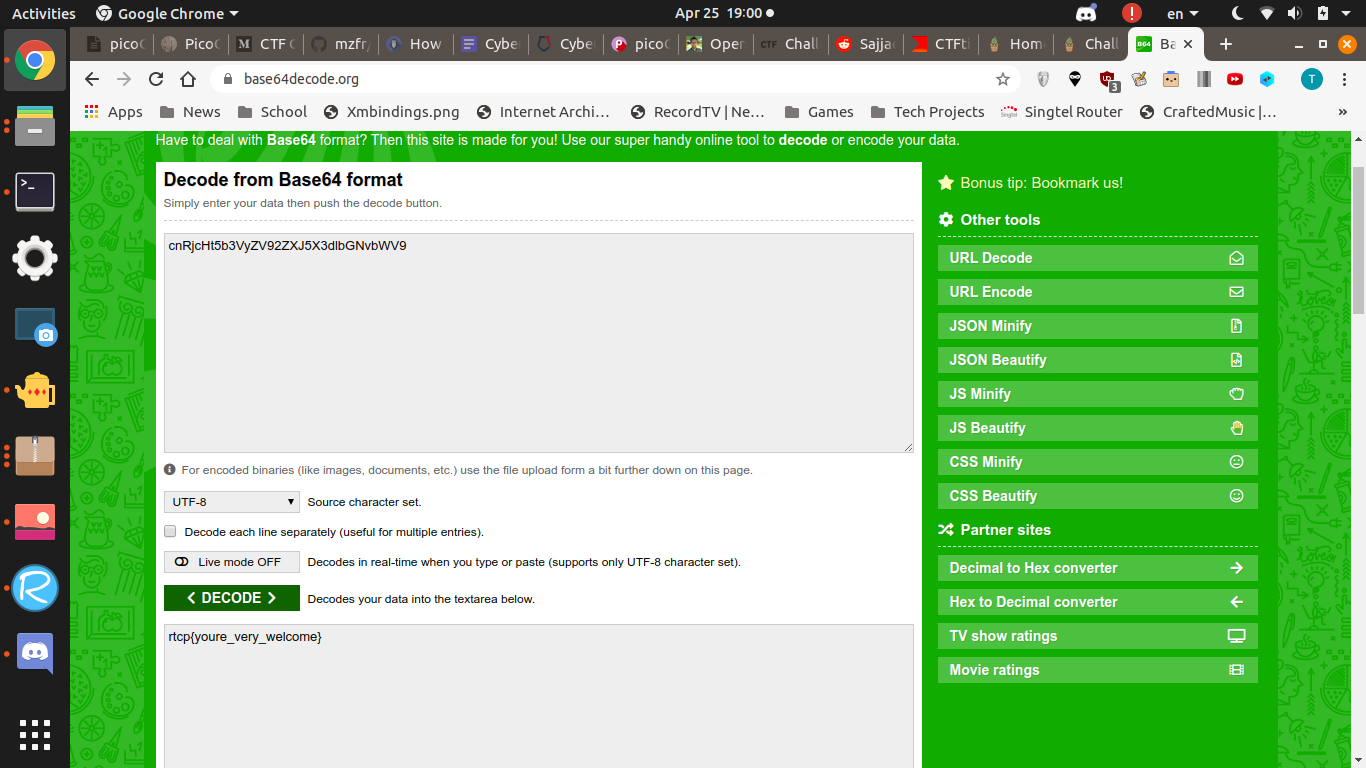 Activities Google Chrome Apr 25 19:00 en
picoC PicoC CTF C mzfr/ How Cyber Cybe picoC Oper Chall Sajja CTFti Home Chall Ba
base64decode.org 3 T
Apps News School Xmbindings.png Internet Archi… RecordTV | Ne… Games Tech Projects Singtel Router CraftedMusic |… »
Have to deal with Base64 format? Then this site is made for you! Use our super handy online tool to decode or encode your data.
Decode from Base64 format
Simply enter your data then push the decode button.
cnRjcHt5b3VyZV92ZXJ5X3dlbGNvbWV9
For encoded binaries (like images, documents, etc.) use the file upload form a bit further down on this page.
UTF-8 Source character set.
Decode each line separately (useful for multiple entries).
Live mode OFF Decodes in real-time when you type or paste (supports only UTF-8 character set).
DECODE Decodes your data into the textarea below.
rtcp{youre_very_welcome}
Bonus tip: Bookmark us!
Other tools
URL Decode
URL Encode
JSON Minify
JSON Beautify
JS Minify
JS Beautify
CSS Minify
CSS Beautify
Partner sites
Decimal to Hex converter
Hex to Decimal converter
TV show ratings
Movie ratings